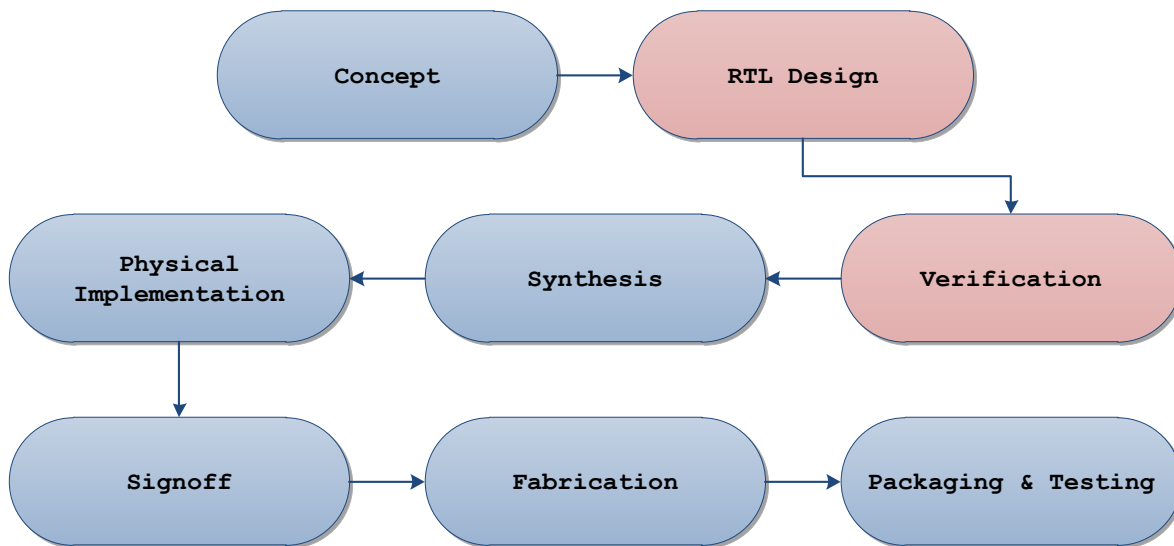 Concept
RTL Design
Verification
Synthesis
Physical
Implementation
Signoff
Fabrication
Packaging & Testing